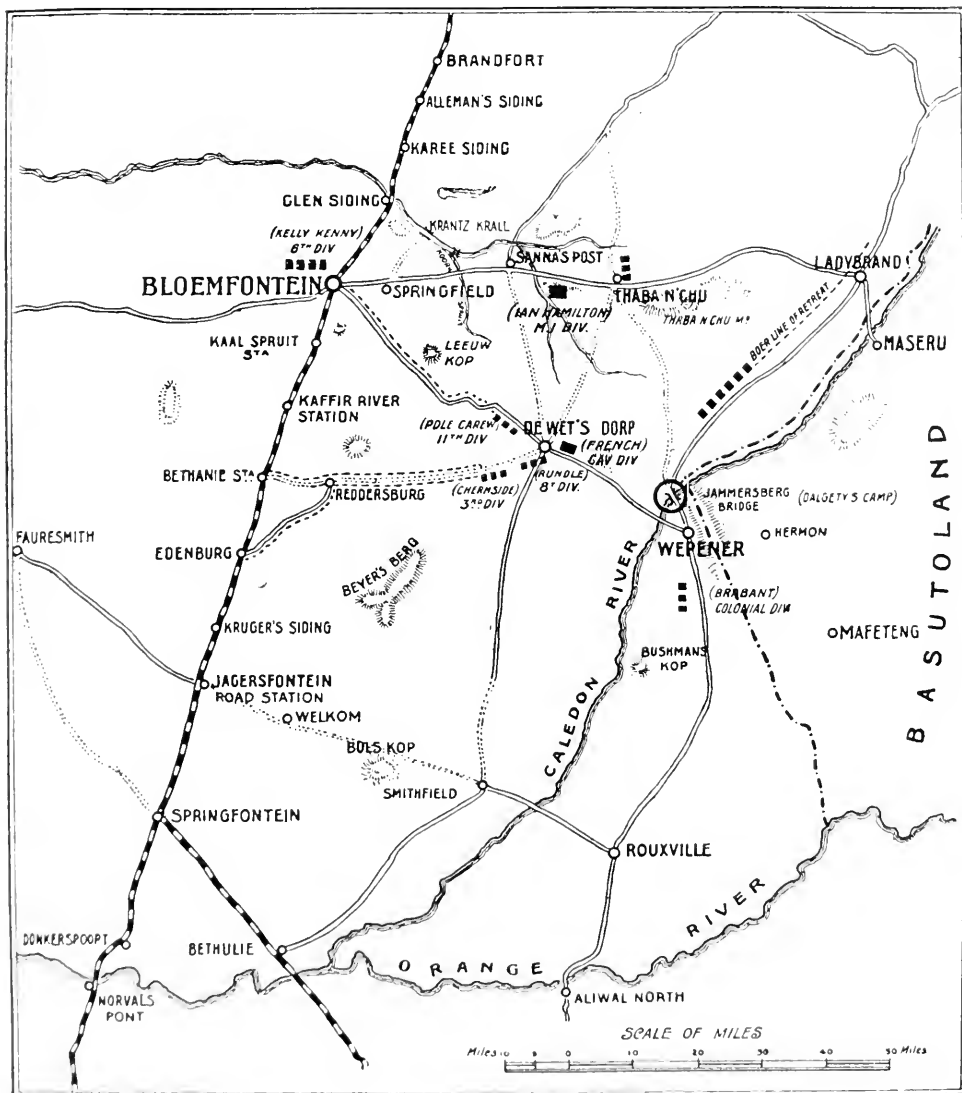 BRANDFORT
ALLEMAN'S SIDING
KAREE SIDING
GLEN SIDING
KRANTZ KRALL
(KELLY KENNY)
6TH DIV
SANNA'S POST
LADYBRAND
BLOEMFONTEIN
SPRINGFIELD
THABA N'CHU
(IAN HAMILTON)
M.I DIV.
THABA N'CHU MT
BOER LINE OF RETREAT
KAAL SPRUIT
STA
LEEUW
KOP
MASERU
KAFFIR RIVER
STATION
(POLE CAREW)
11TH DIV
DE WET'S DORP
(FRENCH)
CAV DIV
BETHANIE STA
REDDERSBURG
(CHERMSIDE)
3RD DIV
(RUNDLE)
8T DIV.
JAMMERSBERG
BRIDGE
(DALGETY'S CAMP)
FAURESMITH
EDENBURG
HERMON
WEPENER
BEYER'S BERG
(BRABANT)
COLONIAL DIV
KRUGER'S SIDING
MAFETENG
BASUTOLAND
BUSHMANS
KOP
JAGERSFONTEIN
ROAD STATION
WELKOM
CALEDON RIVER
BOLS KOP
SMITHFIELD
SPRINGFONTEIN
ROUXVILLE
DONKERSPOORT
BETHULIE
ORANGE RIVER
NORVALS
PONT
ALIWAL NORTH
SCALE OF MILES
Miles 10 5 0 10 20 30 40 50 Miles